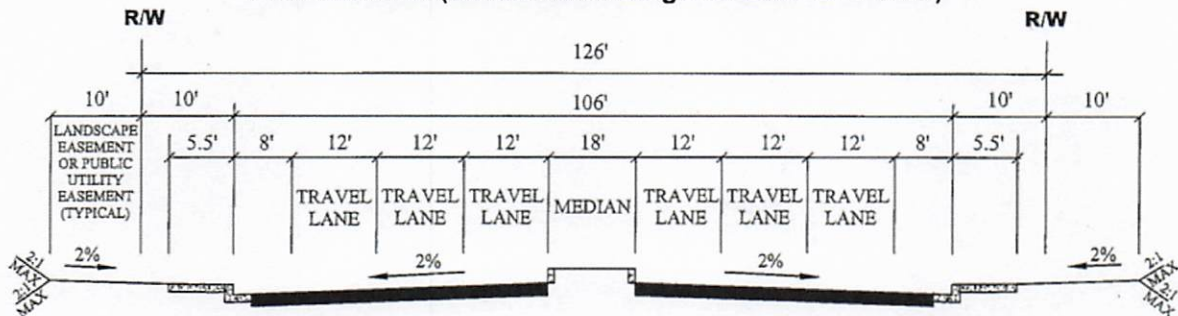 R/W R/W
126'
10' 10' 106' 10' 10'
LANDSCAPE
EASEMENT
OR PUBLIC
UTILITY
EASEMENT
(TYPICAL)
5.5' 8' 12' 12' 12' 18' 12' 12' 12' 8' 5.5'
TRAVEL
LANE
TRAVEL
LANE
TRAVEL
LANE
MEDIAN
TRAVEL
LANE
TRAVEL
LANE
TRAVEL
LANE
2:1
MAX
2:1
MAX
2%
2%
2%
2%
2:1
MAX
2:1
MAX